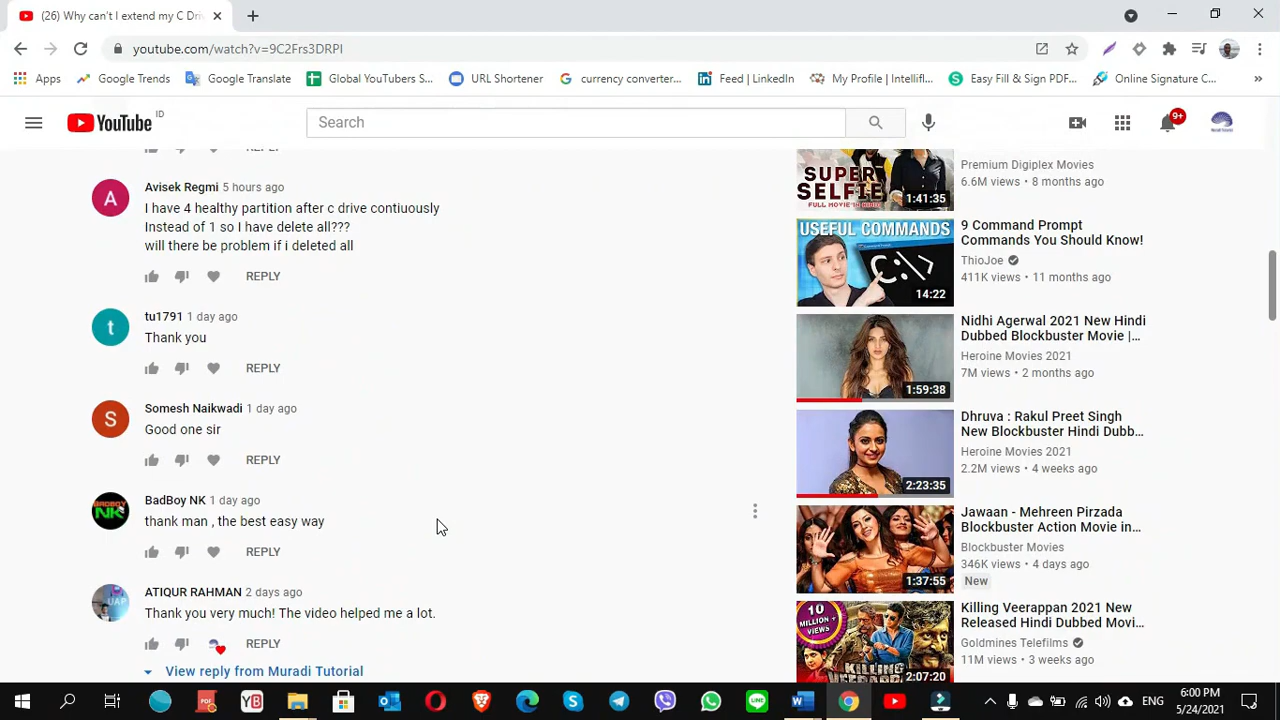 (26) Why can't I extend my C Driv
youtube.com/watch?v=9C2Frs3DRPI
Apps
Google Trends
Google Translate
Global YouTubers S...
URL Shortener
currency converter...
Feed | LinkedIn
My Profile | Intellifl...
Easy Fill & Sign PDF...
Online Signature C...
»
YouTube
ID
Search
9+
REPLY
Avisek Regmi 5 hours ago
I have 4 healthy partition after c drive contiuously
Instead of 1 so I have delete all???
will there be problem if i deleted all
REPLY
tu1791 1 day ago
Thank you
REPLY
Somesh Naikwadi 1 day ago
Good one sir
REPLY
BadBoy NK 1 day ago
thank man , the best easy way
REPLY
ATIQUR RAHMAN 2 days ago
Thank you very much! The video helped me a lot.
REPLY
View reply from Muradi Tutorial
A
t
S
BADBOY
NK
UAP
SUPER
SELFIE
FULL MOVIE IN HINDI
1:41:35
Premium Digiplex Movies
6.6M views • 8 months ago
USEFUL COMMANDS
C:\>
14:22
9 Command Prompt
Commands You Should Know!
ThioJoe
411K views • 11 months ago
1:59:38
Nidhi Agerwal 2021 New Hindi
Dubbed Blockbuster Movie |...
Heroine Movies 2021
7M views • 2 months ago
2:23:35
Dhruva : Rakul Preet Singh
New Blockbuster Hindi Dubb...
Heroine Movies 2021
2.2M views • 4 weeks ago
1:37:55
Jawaan - Mehreen Pirzada
Blockbuster Action Movie in...
Blockbuster Movies
346K views • 4 days ago
New
10
MILLION +
VIEWS
KILLING
VEERAPPAN
2:07:20
Killing Veerappan 2021 New
Released Hindi Dubbed Movi...
Goldmines Telefilms
11M views • 3 weeks ago
ENG
6:00 PM
5/24/2021